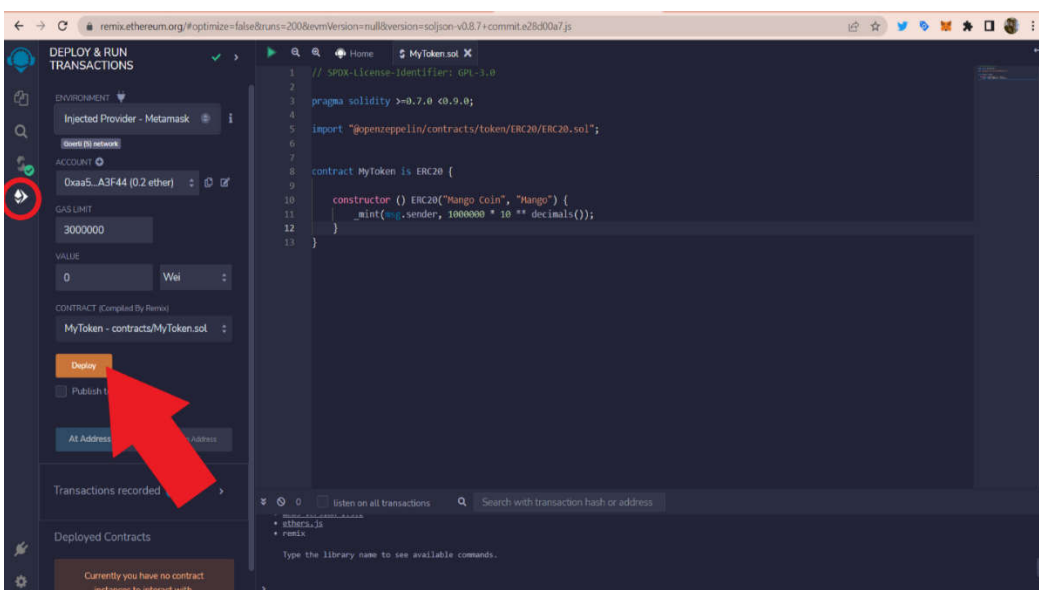 remix.ethereum.org/#optimize=false&runs=200&evmVersion=null&version=soljson-v0.8.7+commit.e28d00a7.js
DEPLOY & RUN
TRANSACTIONS
ENVIRONMENT
Injected Provider - Metamask
i
Goerli (5) network
ACCOUNT
0xaa5...A3F44 (0.2 ether)
GAS LIMIT
3000000
VALUE
0 Wei
CONTRACT (Compiled By Remix)
MyToken - contracts/MyToken.sol
Deploy
Publish t
At Address Address
Transactions recorded
Deployed Contracts
Currently you have no contract
instances to interact with
Home MyToken.sol X
1 // SPDX-License-Identifier: GPL-3.0
2
3 pragma solidity >=0.7.0 <0.9.0;
4
5 import "@openzeppelin/contracts/token/ERC20/ERC20.sol";
6
7
8 contract MyToken is ERC20 {
9
10 constructor () ERC20("Mango Coin", "Mango") {
11 _mint(msg.sender, 1000000 * 10 ** decimals());
12 }
13 }
0 listen on all transactions Search with transaction hash or address
ethers.js
remix
Type the library name to see available commands.
>